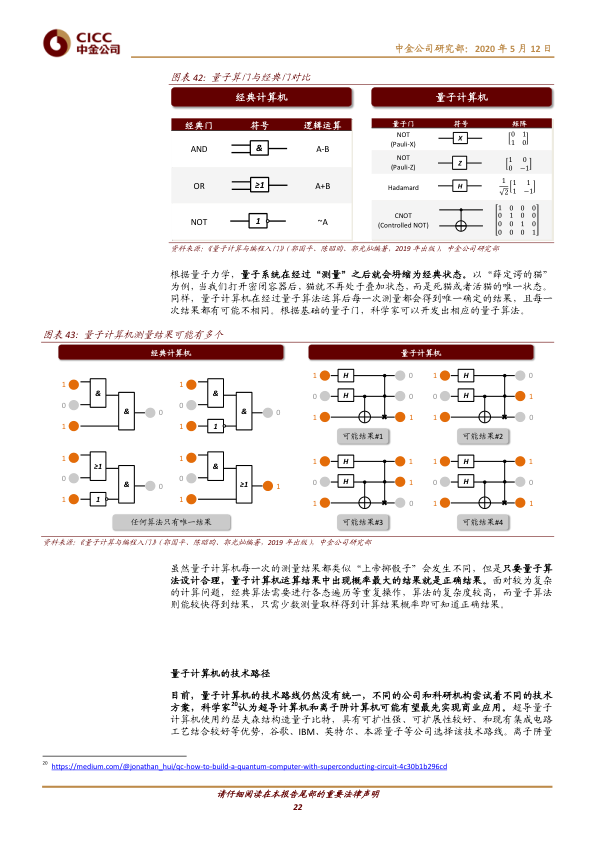 CICC
中金公司
中金公司研究部：2020 年 5 月 12 日
图表 42：量子算门与经典门对比
经典计算机
经典门 符号 逻辑运算
AND & A-B
OR ≥1 A+B
NOT 1 ~A
量子计算机
量子门 符号 矩阵
NOT
(Pauli-X) X [0 1
1 0]
NOT
(Pauli-Z) Z [1 0
0 −1]
Hadamard H 1/√2 [1 1
1 −1]
CNOT
(Controlled NOT)
[1 0 0 0
0 1 0 0
0 0 1 0
0 0 0 1]
资料来源：《量子计算与编程入门》（郭国平、陈昭昀、郭光灿编著，2019 年出版），中金公司研究部
根据量子力学，量子系统在经过“测量”之后就会坍缩为经典状态。以“薛定谔的猫”
为例，当我们打开密闭容器后，猫就不再处于叠加状态，而是死猫或者活猫的唯一状态。
同样，量子计算机在经过量子算法运算后每一次测量都会得到唯一确定的结果，且每一
次结果都有可能不相同。根据基础的量子门，科学家可以开发出相应的量子算法。
图表 43：量子计算机测量结果可能有多个
经典计算机
1 &
0 & 0
1
1 &
0 & 0
1 1
1 ≥1
0 & 0
1 1
1 &
0 ≥1 1
1
任何算法只有唯一结果
量子计算机
1 H 0
0 H 0
1 1
可能结果#1
1 H 0
0 H 1
1 0
可能结果#2
1 H 1
0 H 0
1 1
可能结果#3
1 H 1
0 H 0
1 1
可能结果#4
资料来源：《量子计算与编程入门》（郭国平、陈昭昀、郭光灿编著，2019 年出版），中金公司研究部
虽然量子计算机每一次的测量结果都类似“上帝掷骰子”会发生不同，但是只要量子算
法设计合理，量子计算机运算结果中出现概率最大的结果就是正确结果。面对较为复杂
的计算问题，经典算法需要进行各态遍历等重复操作，算法的复杂度较高，而量子算法
则能较快得到结果，只需少数测量取样得到计算结果概率即可知道正确结果。
量子计算机的技术路径
目前，量子计算机的技术路线仍然没有统一，不同的公司和科研机构尝试着不同的技术
方案，科学家20认为超导计算机和离子阱计算机可能有望最先实现商业应用。超导量子
计算机使用约瑟夫森结构造量子比特，具有可扩性强、可扩展性较好、和现有集成电路
工艺结合较好等优势，谷歌、IBM、英特尔、本源量子等公司选择该技术路线。离子阱量
20 https://medium.com/@jonathan_hui/qc-how-to-build-a-quantum-computer-with-superconducting-circuit-4c30b1b296cd
请仔细阅读在本报告尾部的重要法律声明
22